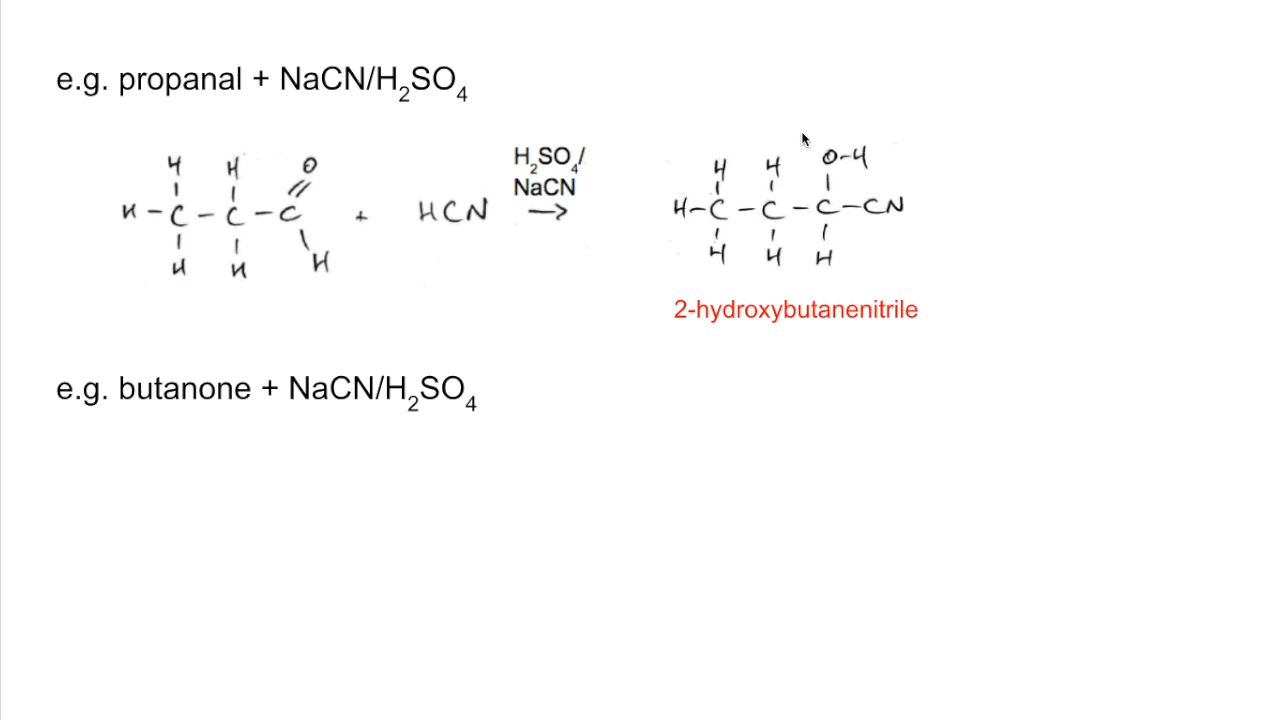 e.g. propanal + NaCN/H₂SO₄
H H O
H₂SO₄/
NaCN
H-C-C-C + HCN →
H H H
H H O-H
H-C-C-C-CN
H H H
2-hydroxybutanenitrile
e.g. butanone + NaCN/H₂SO₄